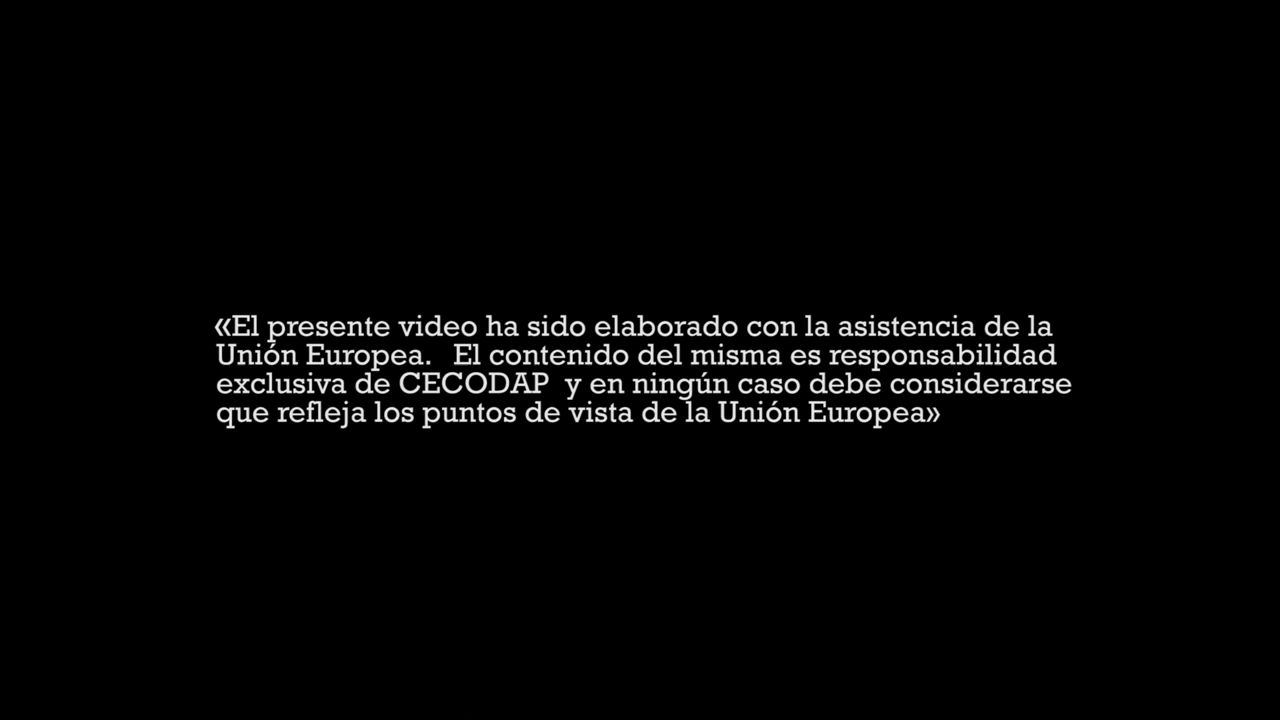 «El presente video ha sido elaborado con la asistencia de la
Unión Europea.   El contenido del misma es responsabilidad
exclusiva de CECODAP  y en ningún caso debe considerarse
que refleja los puntos de vista de la Unión Europea»